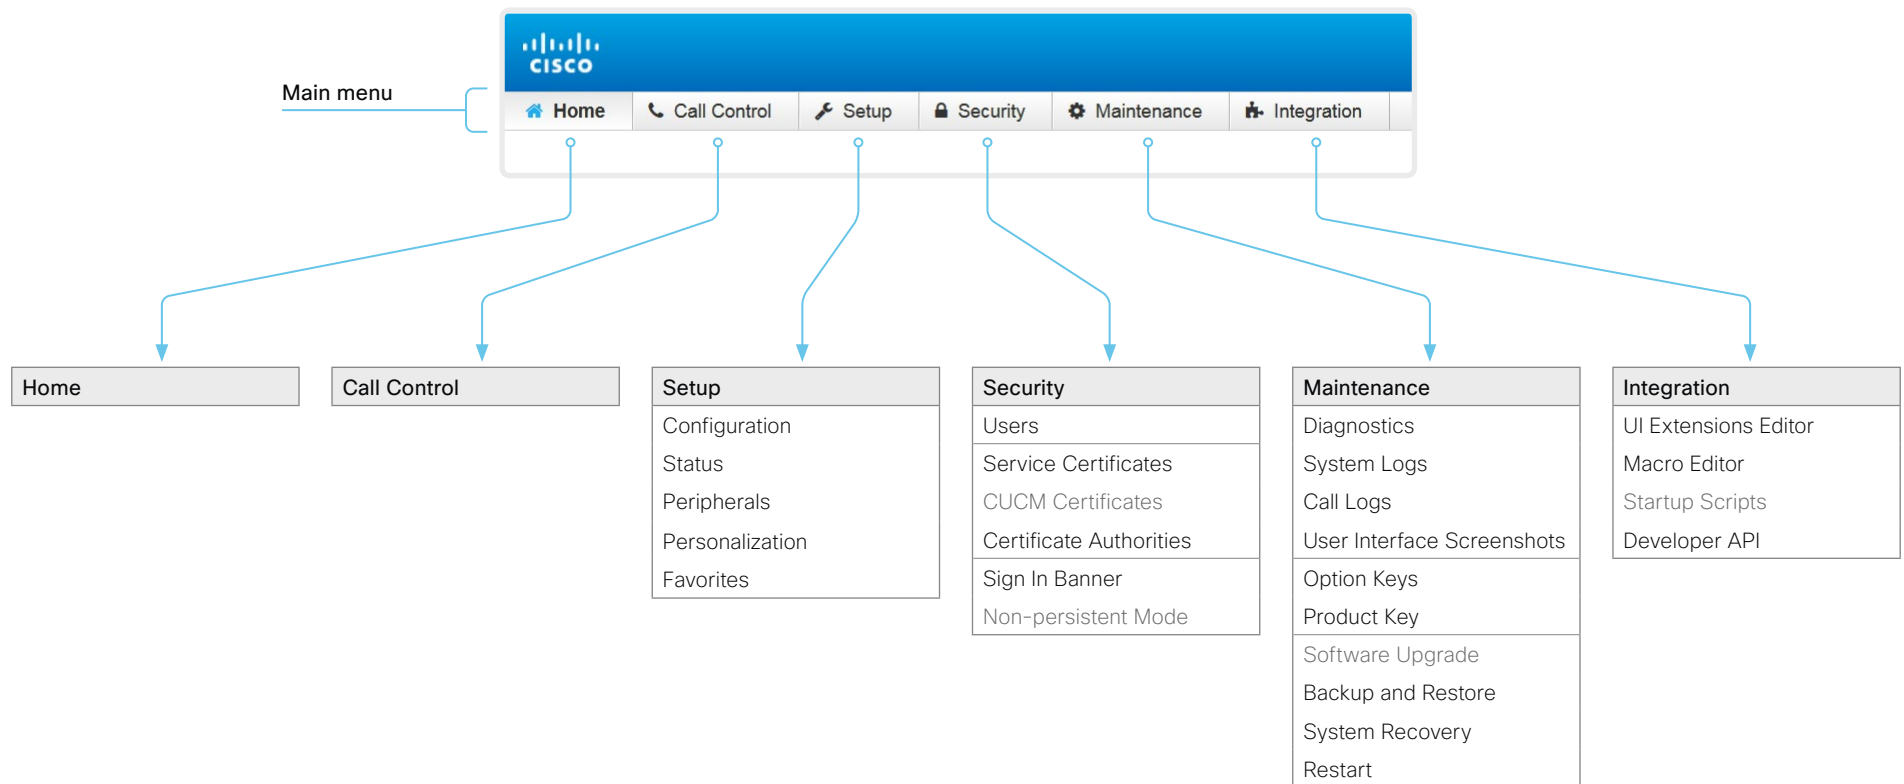 CISCO
Main menu
Home Call Control Setup Security Maintenance Integration
Home
Call Control
Setup
Configuration
Status
Peripherals
Personalization
Favorites
Security
Users
Service Certificates
CUCM Certificates
Certificate Authorities
Sign In Banner
Non-persistent Mode
Maintenance
Diagnostics
System Logs
Call Logs
User Interface Screenshots
Option Keys
Product Key
Software Upgrade
Backup and Restore
System Recovery
Restart
Integration
UI Extensions Editor
Macro Editor
Startup Scripts
Developer API